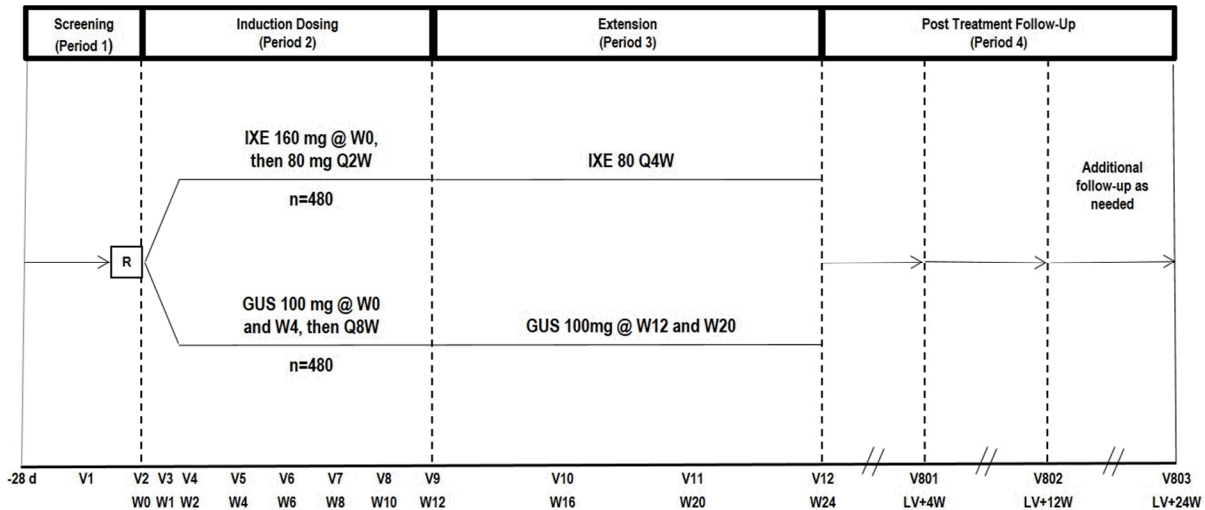 Screening
(Period 1)
Induction Dosing
(Period 2)
Extension
(Period 3)
Post Treatment Follow-Up
(Period 4)
IXE 160 mg @ W0,
then 80 mg Q2W
n=480
IXE 80 Q4W
Additional
follow-up as
needed
R
GUS 100 mg @ W0
and W4, then Q8W
n=480
GUS 100mg @ W12 and W20
-28 d V1 V2 V3 V4 V5 V6 V7 V8 V9 V10 V11 V12 V801 V802 V803
W0 W1 W2 W4 W6 W8 W10 W12 W16 W20 W24 LV+4W LV+12W LV+24W